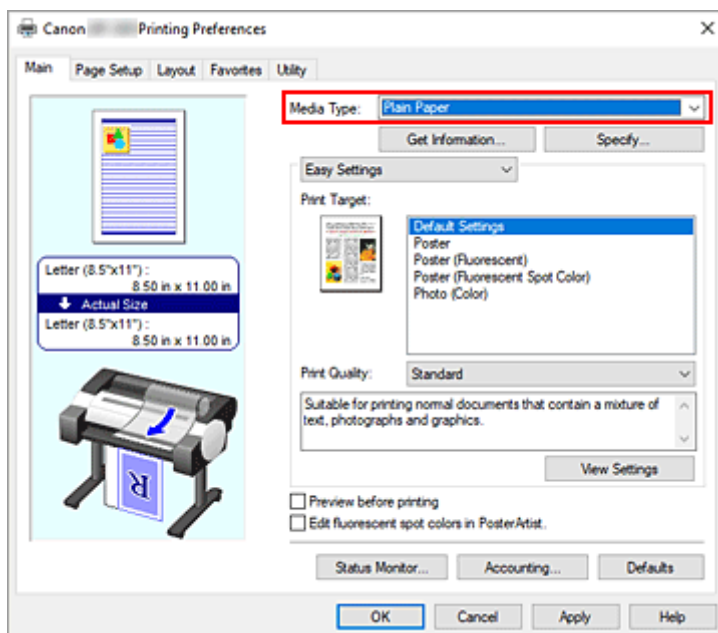 Canon Printing Preferences
Main Page Setup Layout Favorites Utility
Media Type: Plain Paper
Get Information... Specify...
Easy Settings
Print Target:
Default Settings
Poster
Poster (Fluorescent)
Poster (Fluorescent Spot Color)
Photo (Color)
Letter (8.5"x11") :
8.50 in x 11.00 in
Actual Size
Letter (8.5"x11") :
8.50 in x 11.00 in
Print Quality: Standard
Suitable for printing normal documents that contain a mixture of
text, photographs and graphics.
View Settings
Preview before printing
Edit fluorescent spot colors in PosterArtist.
Status Monitor... Accounting... Defaults
OK Cancel Apply Help
R